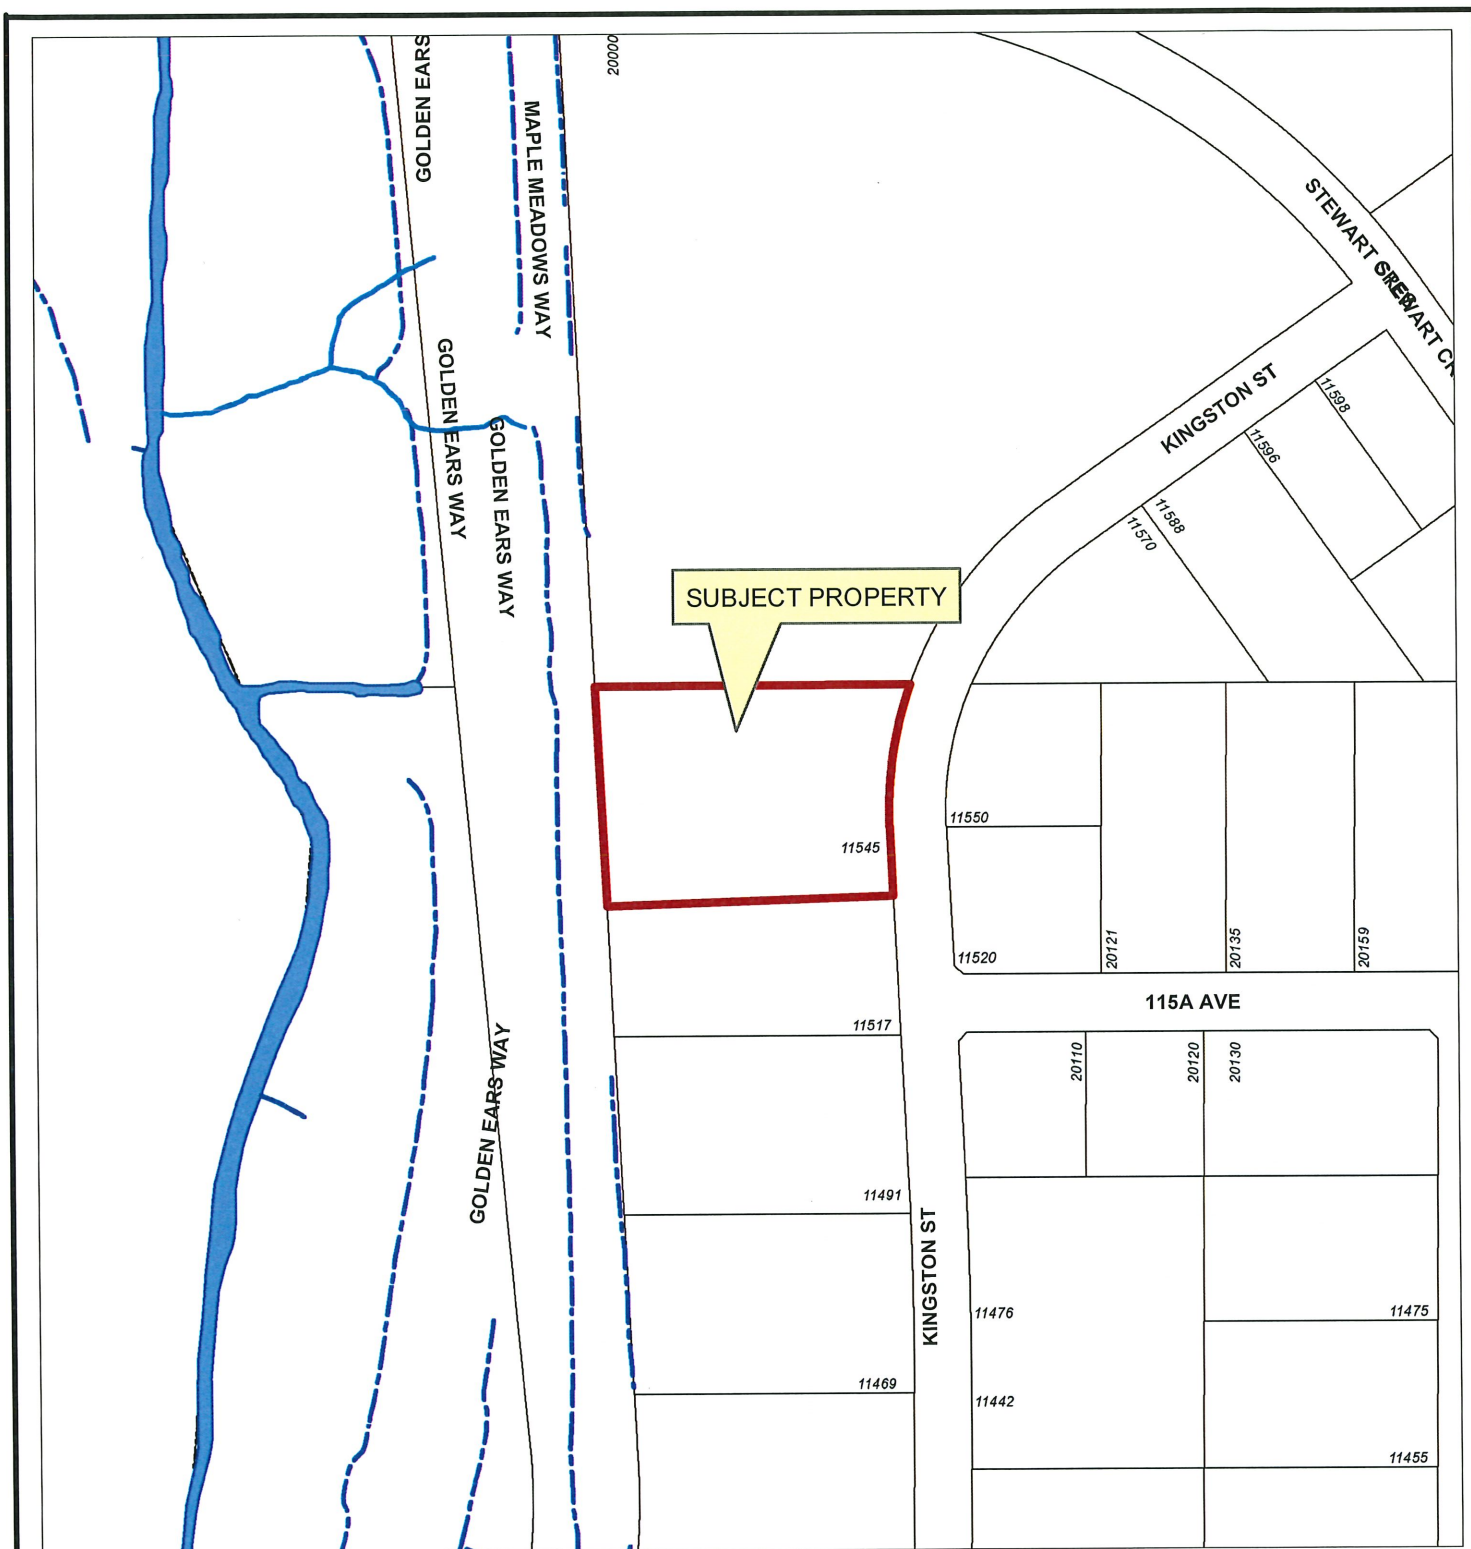 GOLDEN EARS
20000
MAPLE MEADOWS WAY
STEWART CRES
STEWART CR
GOLDEN EARS WAY
GOLDEN EARS WAY
KINGSTON ST
11598
11596
11588
11570
SUBJECT PROPERTY
11550
11545
11520
20121
20135
20159
115A AVE
11517
20110
20120
20130
GOLDEN EARS WAY
11491
KINGSTON ST
11476
11475
11469
11442
11455